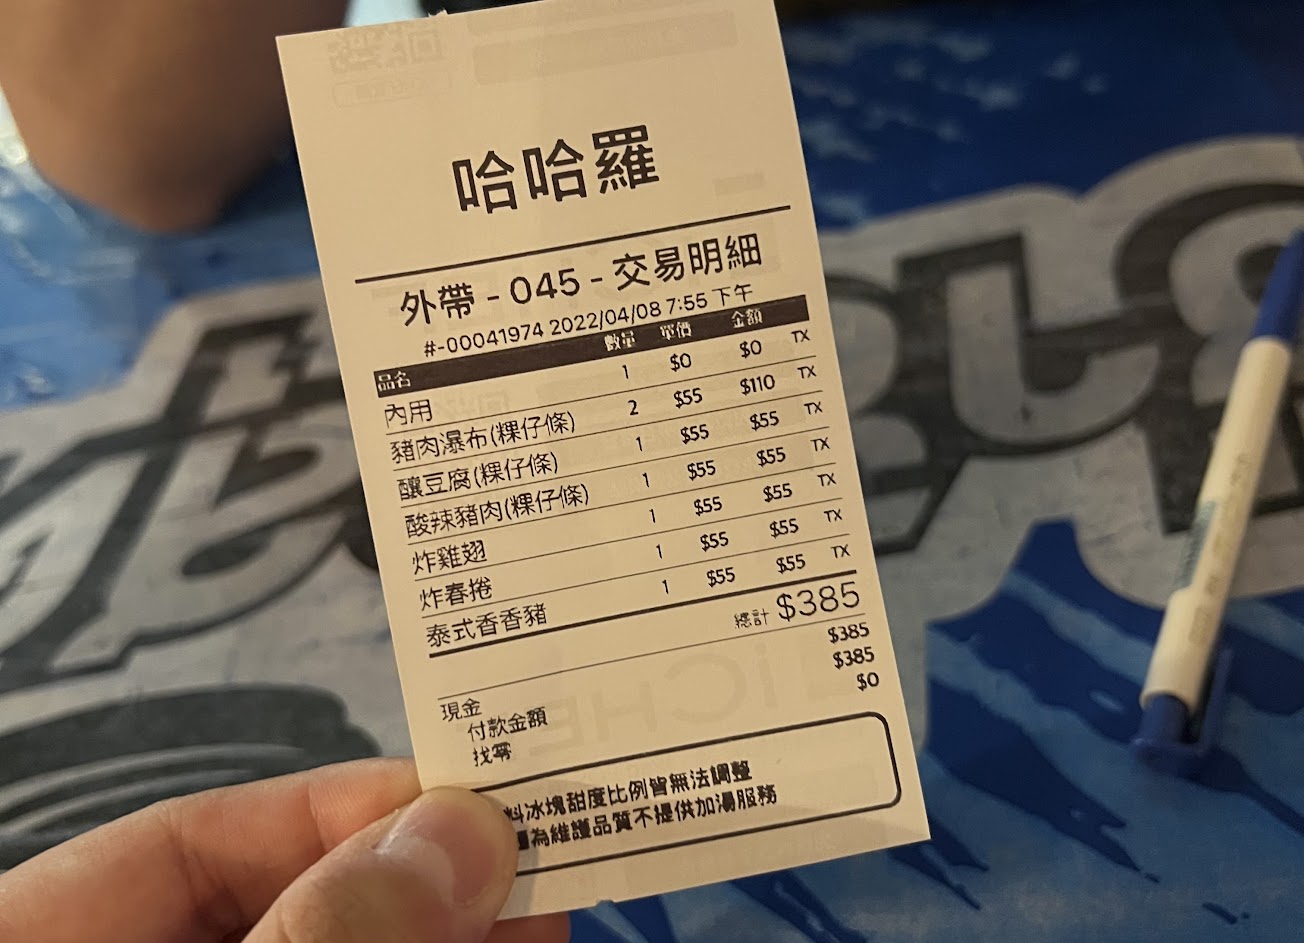 哈哈羅
外帶 - 045 - 交易明細
#-00041974 2022/04/08 7:55 下午
品名 數量 單價 金額
內用 1 $0 $0 TX
豬肉瀑布(粿仔條) 2 $55 $110 TX
釀豆腐(粿仔條) 1 $55 $55 TX
酸辣豬肉(粿仔條) 1 $55 $55 TX
炸雞翅 1 $55 $55 TX
炸春捲 1 $55 $55 TX
泰式香香豬 1 $55 $55 TX
總計 $385
現金 $385
付款金額 $385
找零 $0
料冰塊甜度比例皆無法調整
為維護品質不提供加湯服務